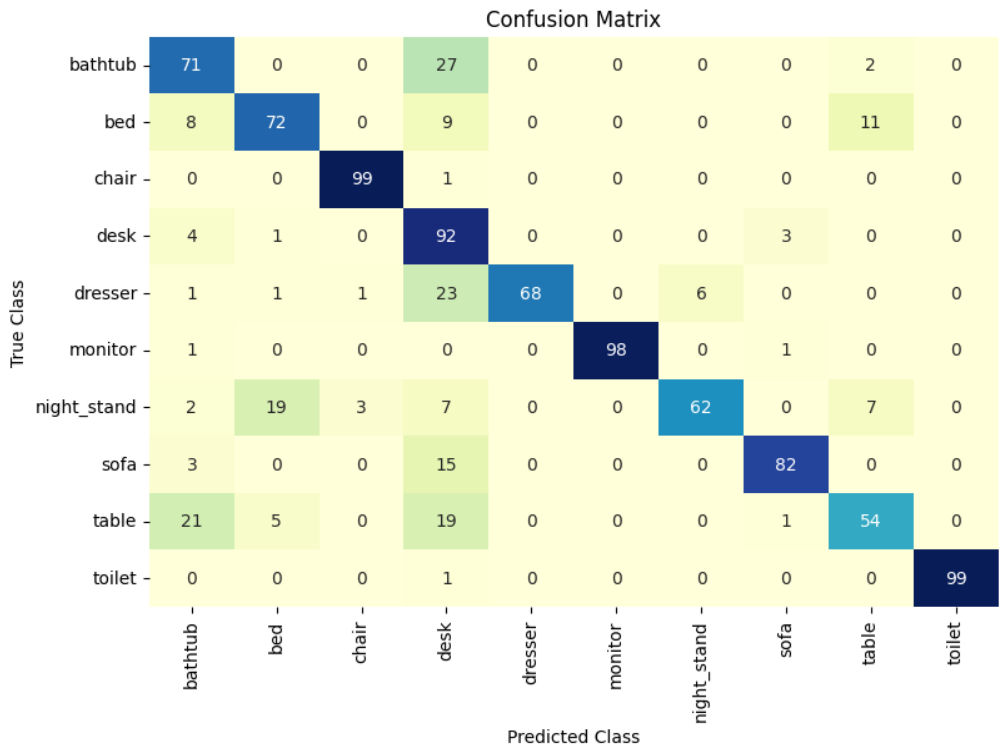 Confusion Matrix
bathtub 71 0 0 27 0 0 0 0 2 0
bed 8 72 0 9 0 0 0 0 11 0
chair 0 0 99 1 0 0 0 0 0 0
desk 4 1 0 92 0 0 0 3 0 0
dresser 1 1 1 23 68 0 6 0 0 0
monitor 1 0 0 0 0 98 0 1 0 0
night_stand 2 19 3 7 0 0 62 0 7 0
sofa 3 0 0 15 0 0 0 82 0 0
table 21 5 0 19 0 0 0 1 54 0
toilet 0 0 0 1 0 0 0 0 0 99
True Class
bathtub bed chair desk dresser monitor night_stand sofa table toilet
Predicted Class